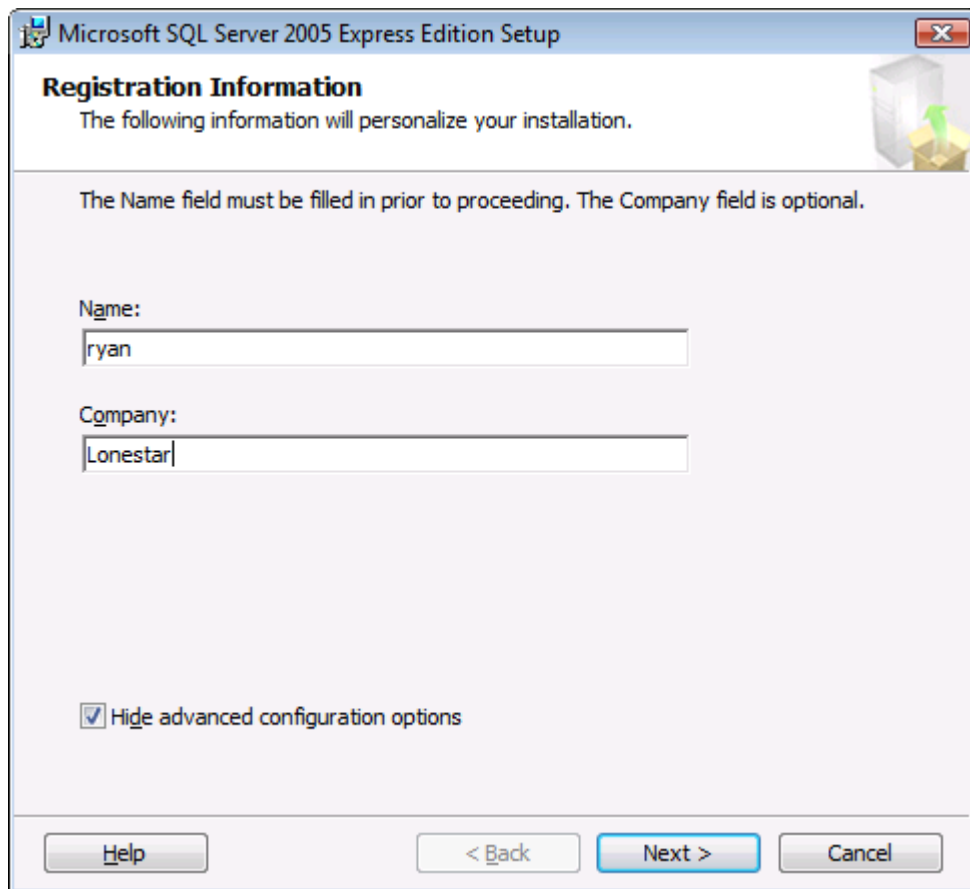 Microsoft SQL Server 2005 Express Edition Setup
Registration Information
The following information will personalize your installation.
The Name field must be filled in prior to proceeding. The Company field is optional.
Name:
ryan
Company:
Lonestar
Hide advanced configuration options
Help
< Back
Next >
Cancel